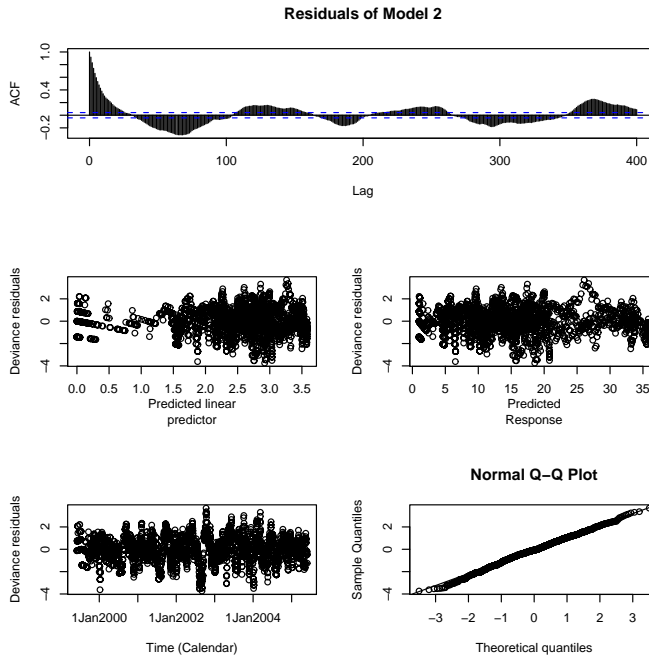 Residuals of Model 2
ACF
1.0
0.4
−0.2
0 100 200 300 400
Lag
Deviance residuals
2
0
−4
0.0 0.5 1.0 1.5 2.0 2.5 3.0 3.5
Predicted linear
predictor
Deviance residuals
2
0
−4
0 5 10 15 20 25 30 35
Predicted
Response
Deviance residuals
2
0
−4
1Jan2000 1Jan2002 1Jan2004
Time (Calendar)
Normal Q−Q Plot
Sample Quantiles
2
0
−4
−3 −2 −1 0 1 2 3
Theoretical quantiles